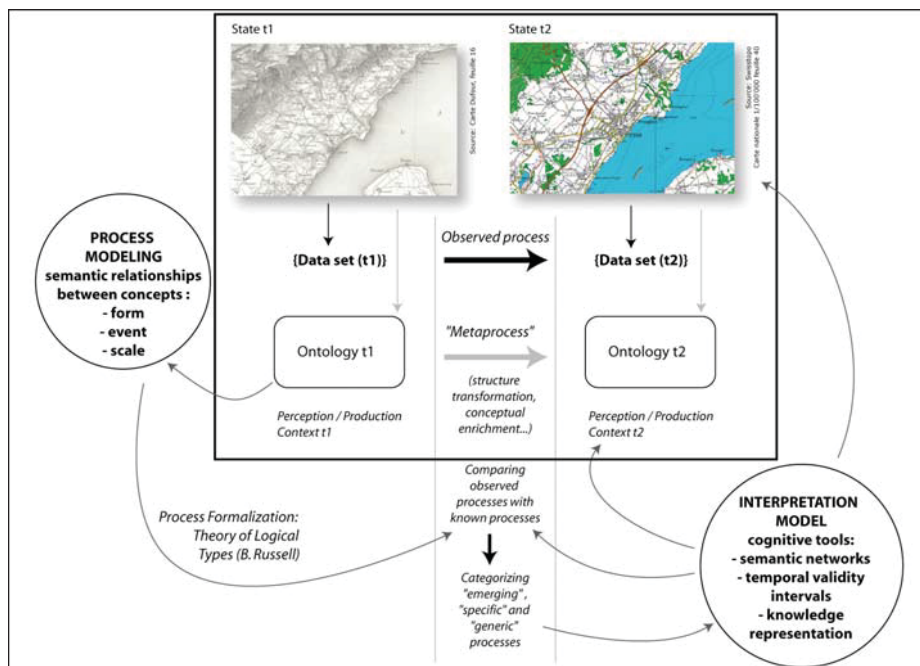 State t1
State t2
Source: Carte Dufour, feuille 16
Source: Swisstopo
Carte nationale 1/100'000 feuille 40
{Data set (t1)}
Observed process
{Data set (t2)}
PROCESS
MODELING
semantic relationships
between concepts :
- form
- event
- scale
Ontology t1
"Metaprocess"
Ontology t2
(structure
transformation,
conceptual
enrichment...)
Perception / Production
Context t1
Perception / Production
Context t2
Comparing
observed
processes with
known processes
Process Formalization:
Theory of Logical
Types (B. Russell)
Categorizing
"emerging" ,
"specific" and
"generic"
processes
INTERPRETATION
MODEL
cognitive tools:
- semantic networks
- temporal validity
intervals
- knowledge
representation